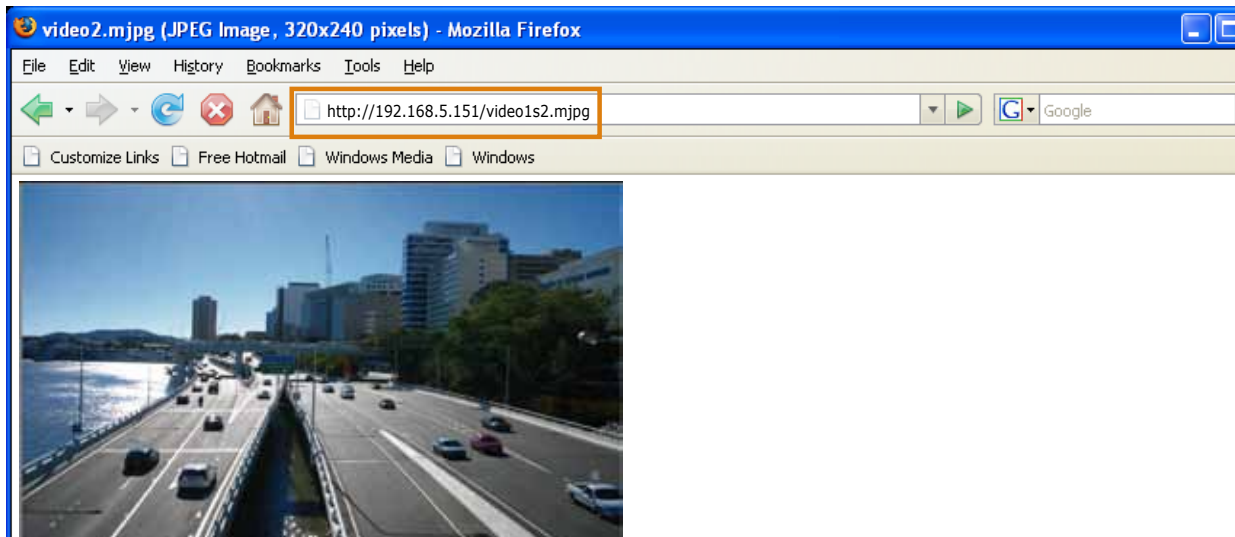 video2.mjpg (JPEG Image, 320x240 pixels) - Mozilla Firefox
File Edit View History Bookmarks Tools Help
http://192.168.5.151/video1s2.mjpg G Google
Customize Links Free Hotmail Windows Media Windows